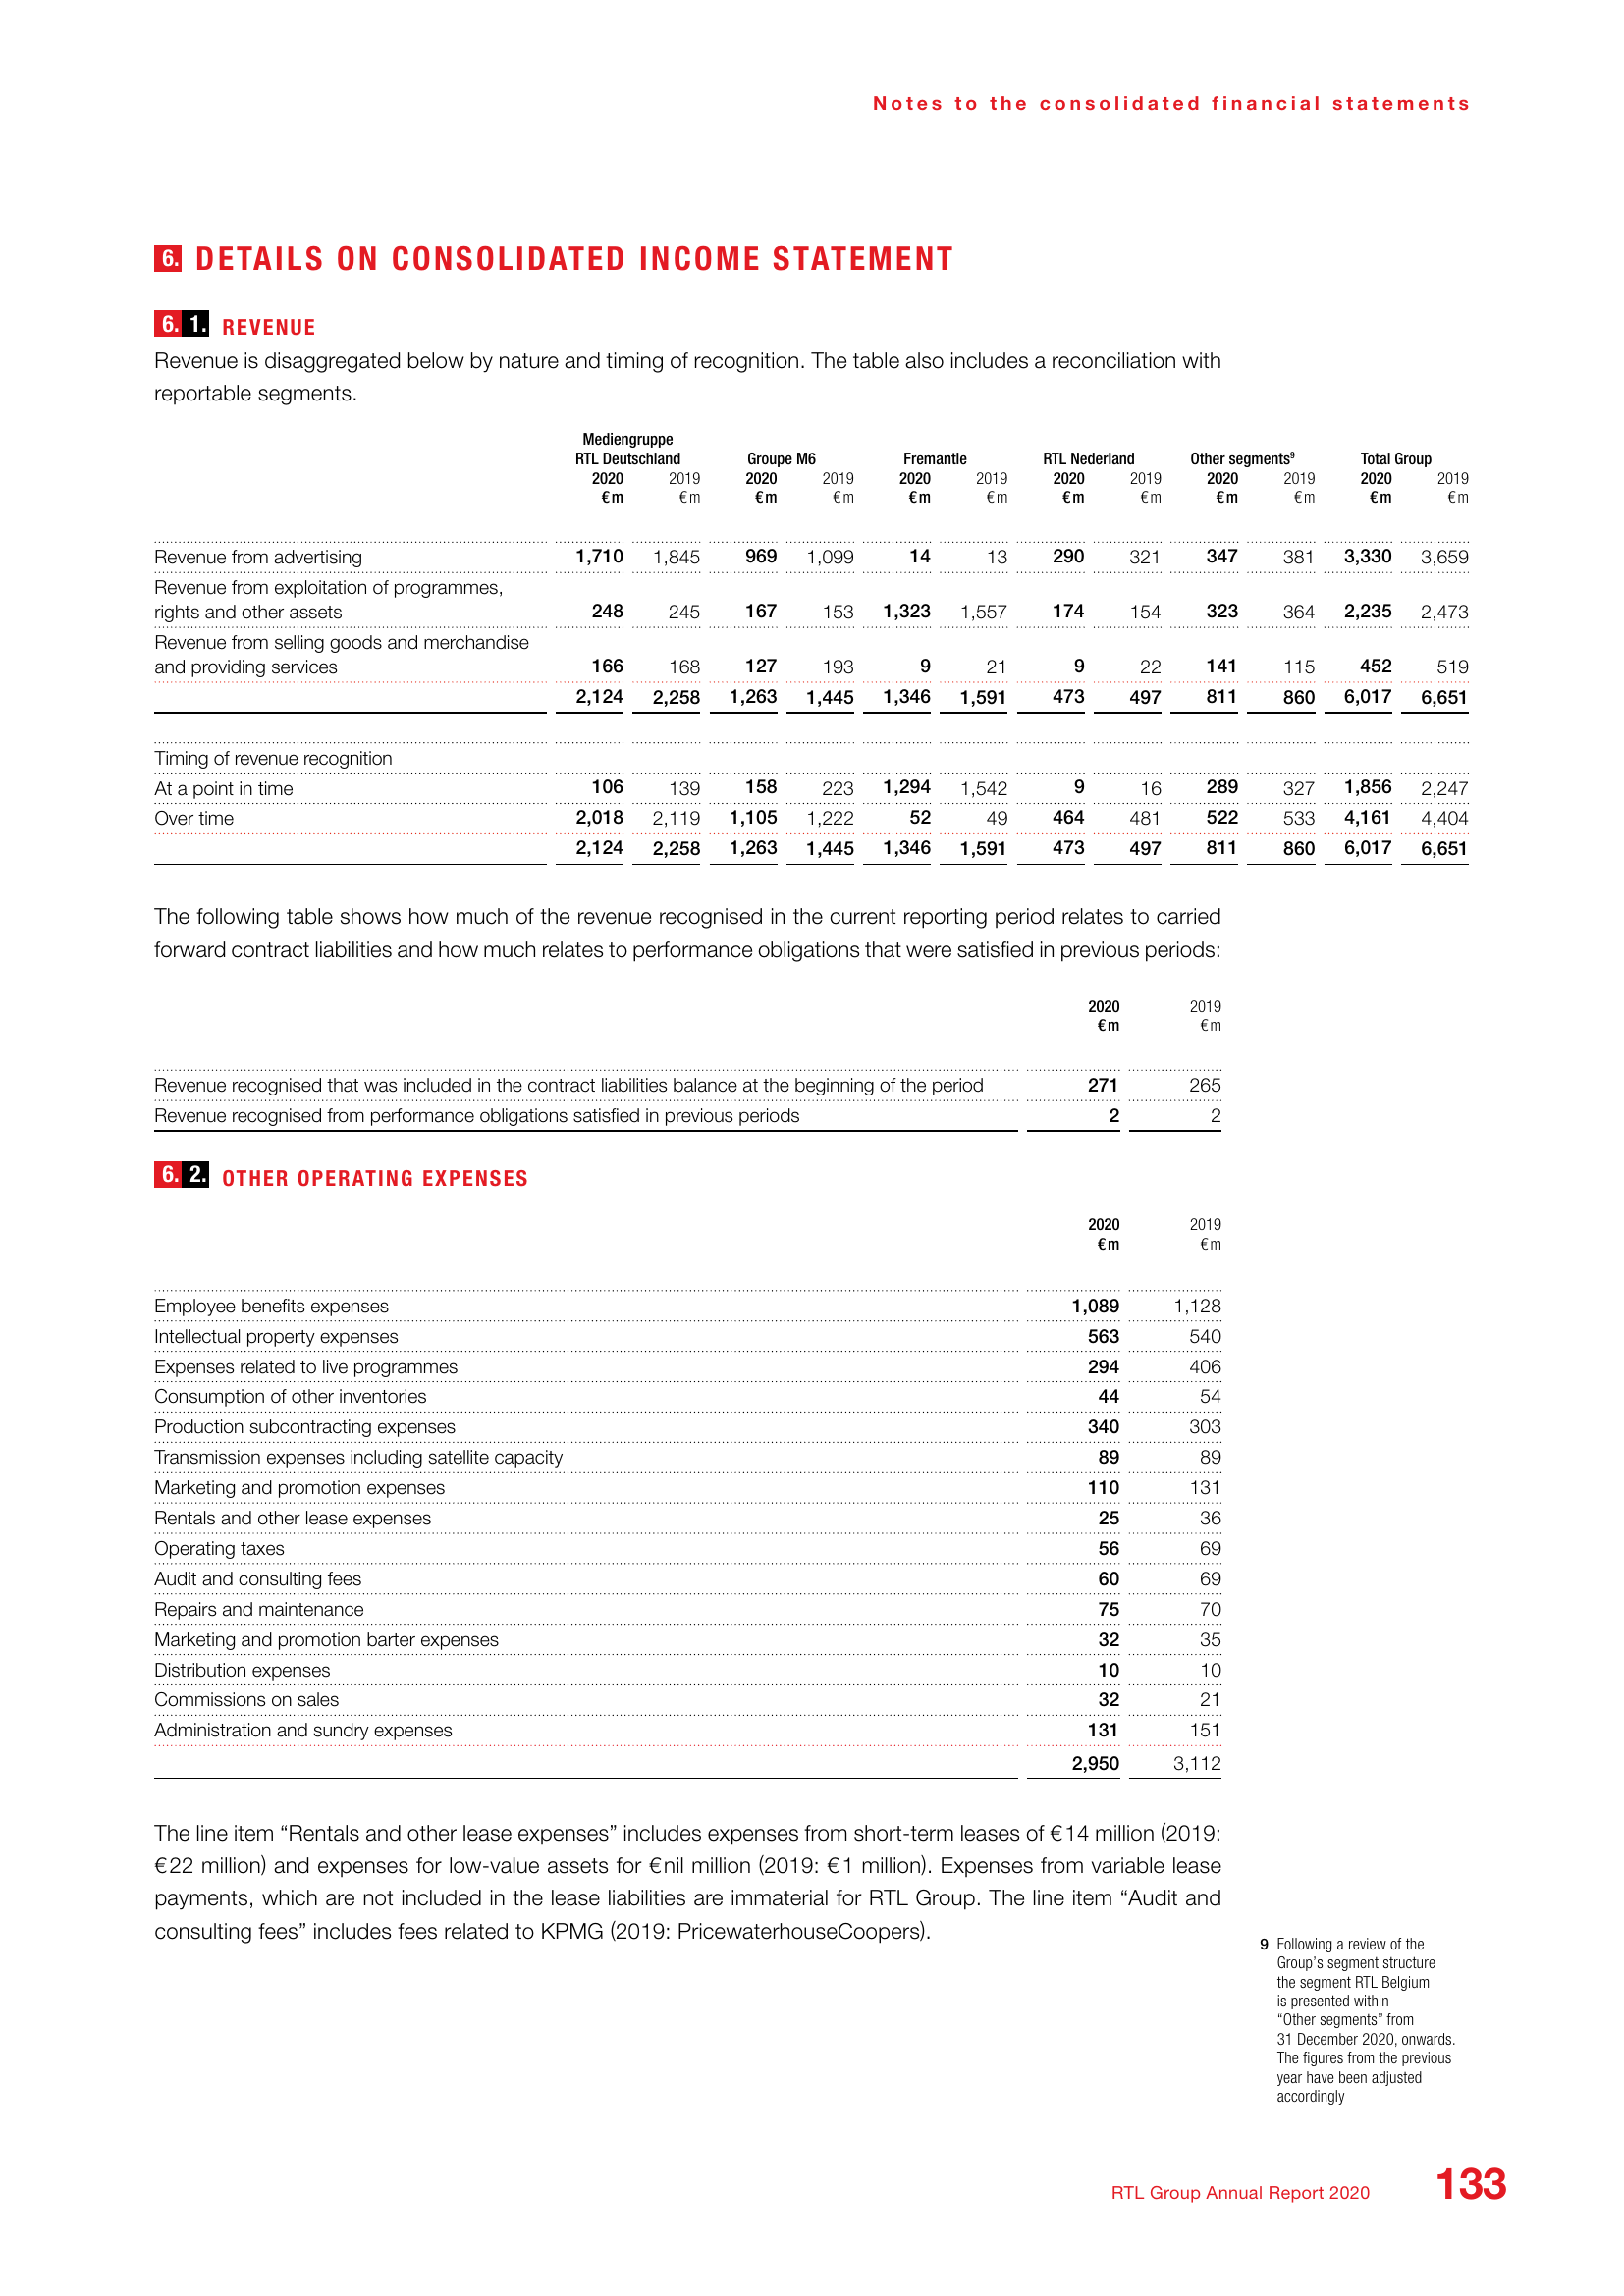 Notes to the consolidated financial statements
6. DETAILS ON CONSOLIDATED INCOME STATEMENT
6. 1. REVENUE
Revenue is disaggregated below by nature and timing of recognition. The table also includes a reconciliation with
reportable segments.
Mediengruppe
RTL Deutschland Groupe M6 Fremantle RTL Nederland Other segments⁹ Total Group
2020 2019 2020 2019 2020 2019 2020 2019 2020 2019 2020 2019
€m €m €m €m €m €m €m €m €m €m €m €m
Revenue from advertising 1,710 1,845 969 1,099 14 13 290 321 347 381 3,330 3,659
Revenue from exploitation of programmes,
rights and other assets 248 245 167 153 1,323 1,557 174 154 323 364 2,235 2,473
Revenue from selling goods and merchandise
and providing services 166 168 127 193 9 21 9 22 141 115 452 519
2,124 2,258 1,263 1,445 1,346 1,591 473 497 811 860 6,017 6,651
Timing of revenue recognition
At a point in time 106 139 158 223 1,294 1,542 9 16 289 327 1,856 2,247
Over time 2,018 2,119 1,105 1,222 52 49 464 481 522 533 4,161 4,404
2,124 2,258 1,263 1,445 1,346 1,591 473 497 811 860 6,017 6,651
The following table shows how much of the revenue recognised in the current reporting period relates to carried
forward contract liabilities and how much relates to performance obligations that were satisfied in previous periods:
2020 2019
€m €m
Revenue recognised that was included in the contract liabilities balance at the beginning of the period 271 265
Revenue recognised from performance obligations satisfied in previous periods 2 2
6. 2. OTHER OPERATING EXPENSES
2020 2019
€m €m
Employee benefits expenses 1,089 1,128
Intellectual property expenses 563 540
Expenses related to live programmes 294 406
Consumption of other inventories 44 54
Production subcontracting expenses 340 303
Transmission expenses including satellite capacity 89 89
Marketing and promotion expenses 110 131
Rentals and other lease expenses 25 36
Operating taxes 56 69
Audit and consulting fees 60 69
Repairs and maintenance 75 70
Marketing and promotion barter expenses 32 35
Distribution expenses 10 10
Commissions on sales 32 21
Administration and sundry expenses 131 151
2,950 3,112
The line item “Rentals and other lease expenses” includes expenses from short-term leases of €14 million (2019:
€22 million) and expenses for low-value assets for €nil million (2019: €1 million). Expenses from variable lease
payments, which are not included in the lease liabilities are immaterial for RTL Group. The line item “Audit and
consulting fees” includes fees related to KPMG (2019: PricewaterhouseCoopers).
9 Following a review of the
Group’s segment structure
the segment RTL Belgium
is presented within
“Other segments” from
31 December 2020, onwards.
The figures from the previous
year have been adjusted
accordingly
RTL Group Annual Report 2020 133